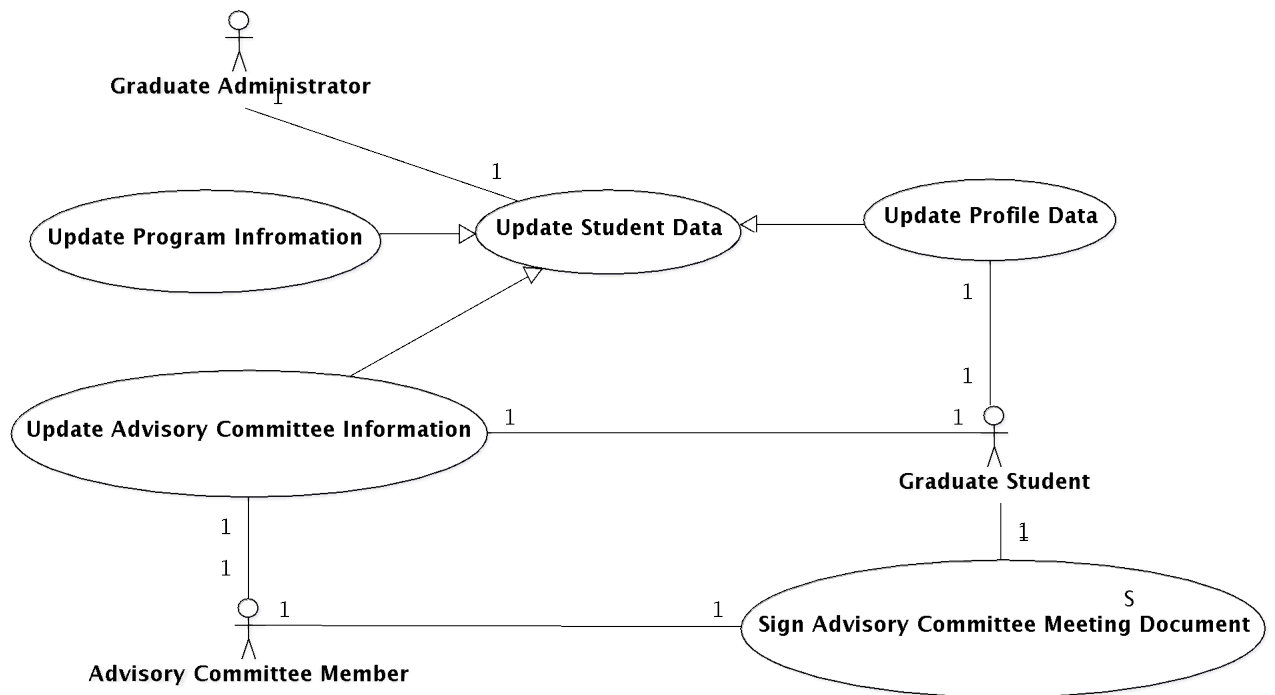 Graduate Administrator
1
1
Update Program Infromation
Update Student Data
Update Profile Data
1
1
Update Advisory Committee Information
1
1
Graduate Student
1
1
1
1
1
1
S
Sign Advisory Committee Meeting Document
Advisory Committee Member